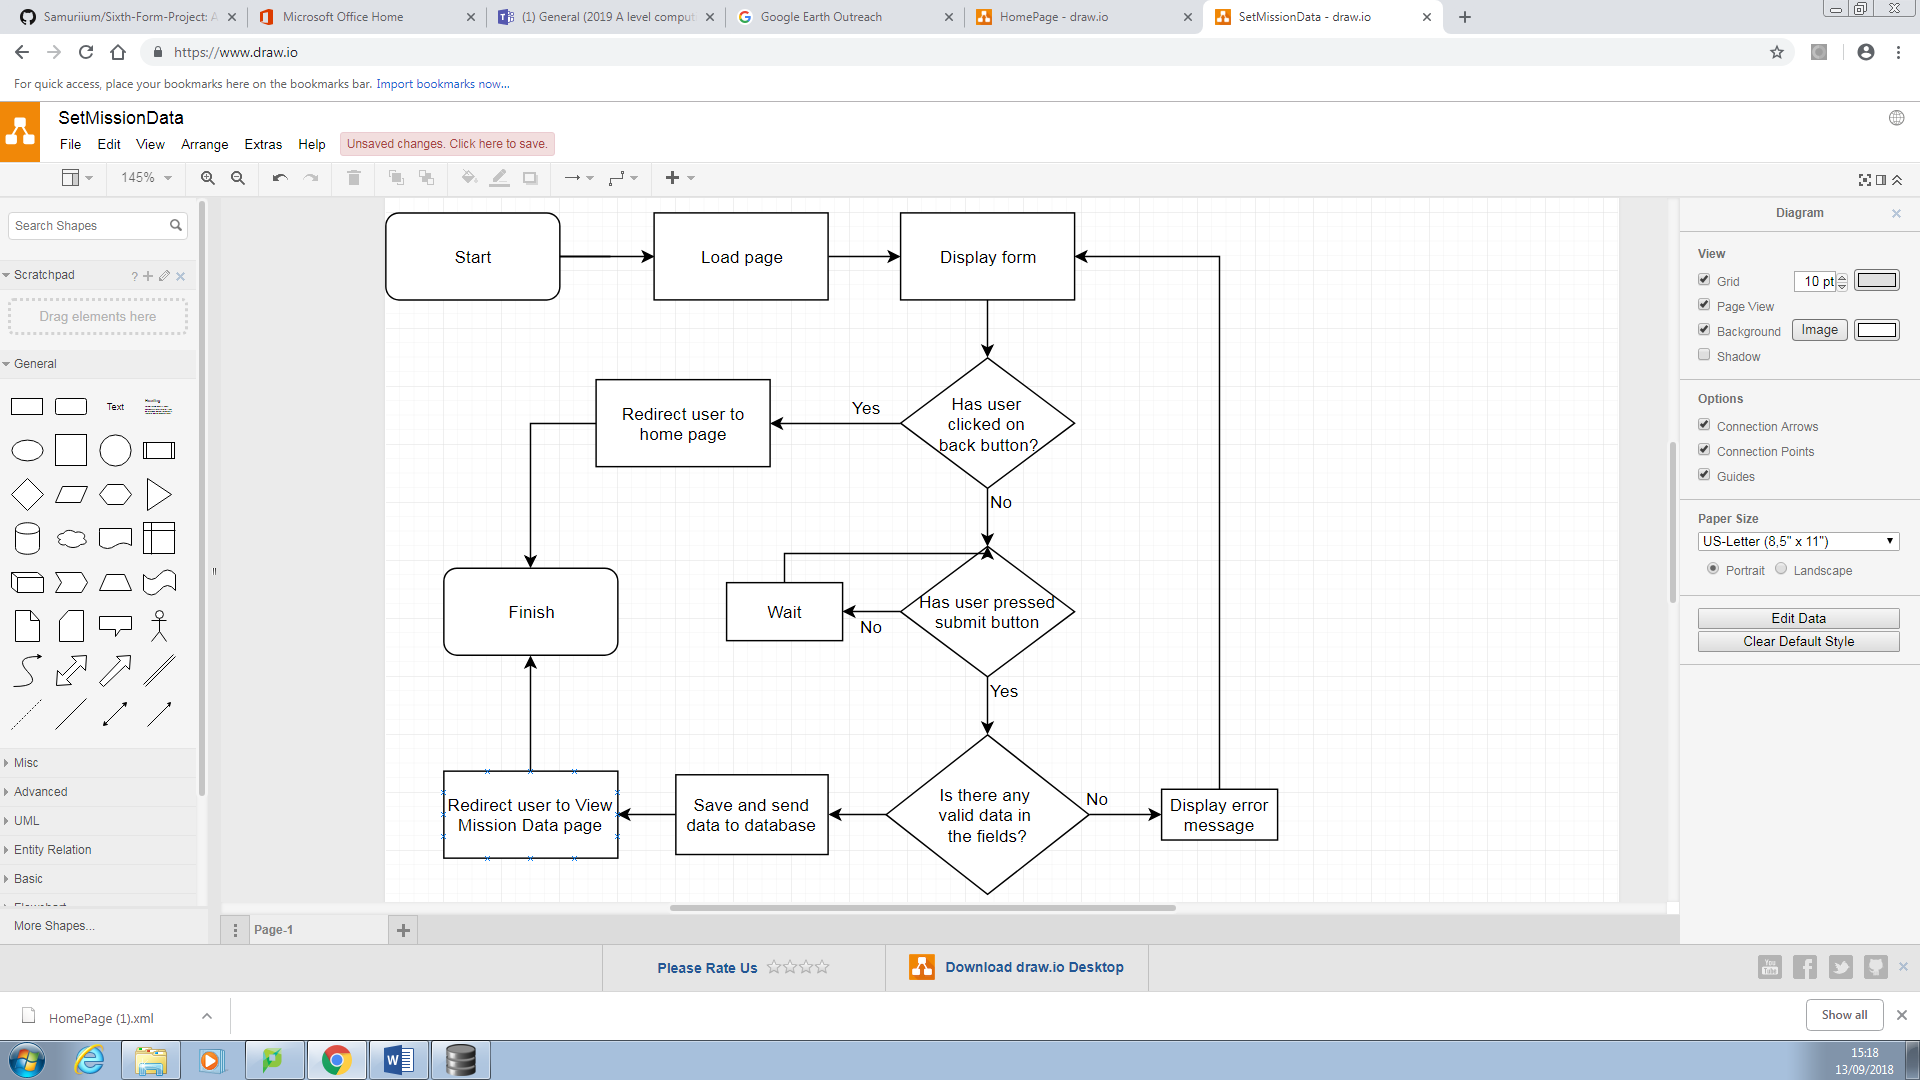 Samuriium/Sixth-Form-Project: A
Microsoft Office Home
(1) General (2019 A level comput
Google Earth Outreach
HomePage - draw.io
SetMissionData - draw.io
https://www.draw.io
For quick access, place your bookmarks here on the bookmarks bar. Import bookmarks now...
SetMissionData
File Edit View Arrange Extras Help
Unsaved changes. Click here to save.
145%
Search Shapes
Scratchpad
?
Drag elements here
General
Text
Heading
Misc
Advanced
UML
Entity Relation
Basic
Flowchart
More Shapes...
Start
Load page
Display form
Has user
clicked on
back button?
Yes
Redirect user to
home page
No
Finish
Wait
No
Has user pressed
submit button
Yes
Redirect user to View
Mission Data page
Save and send
data to database
Is there any
valid data in
the fields?
No
Display error
message
Page-1
Diagram
View
Grid
10 pt
Page View
Background
Image
Shadow
Options
Connection Arrows
Connection Points
Guides
Paper Size
US-Letter (8,5" x 11")
Portrait
Landscape
Edit Data
Clear Default Style
Please Rate Us
Download draw.io Desktop
You
Tube
HomePage (1).xml
Show all
15:18
13/09/2018